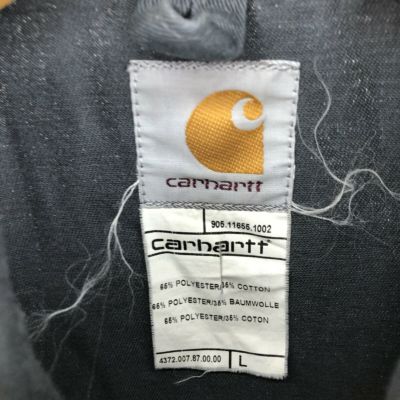 carhartt
905.11656.1002
carhartt
65% POLYESTER/35% COTTON
65% POLYESTER/35% BAUMWOLLE
65% POLYESTER/35% COTON
4372.007.87.00.00 L